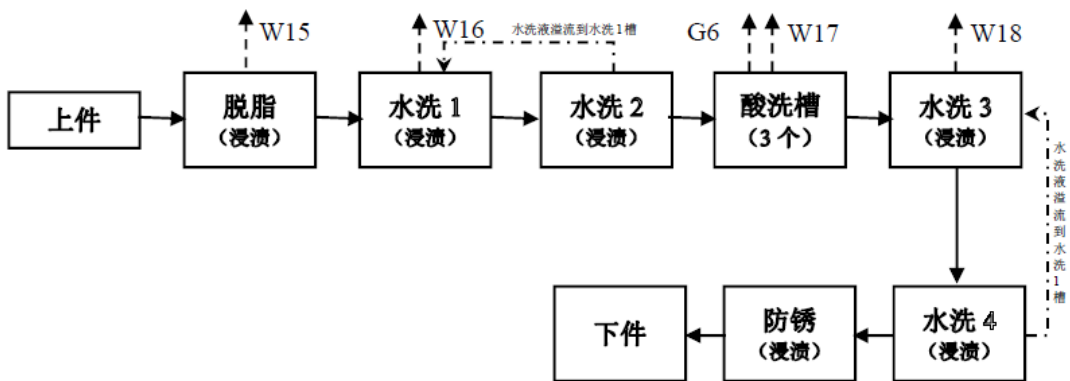 W15
W16
水洗液溢流到水洗1槽
G6
W17
W18
上件
脱脂
(浸渍)
水洗 1
(浸渍)
水洗 2
(浸渍)
酸洗槽
(3 个)
水洗 3
(浸渍)
水洗液溢流到水洗1槽
下件
防锈
(浸渍)
水洗 4
(浸渍)